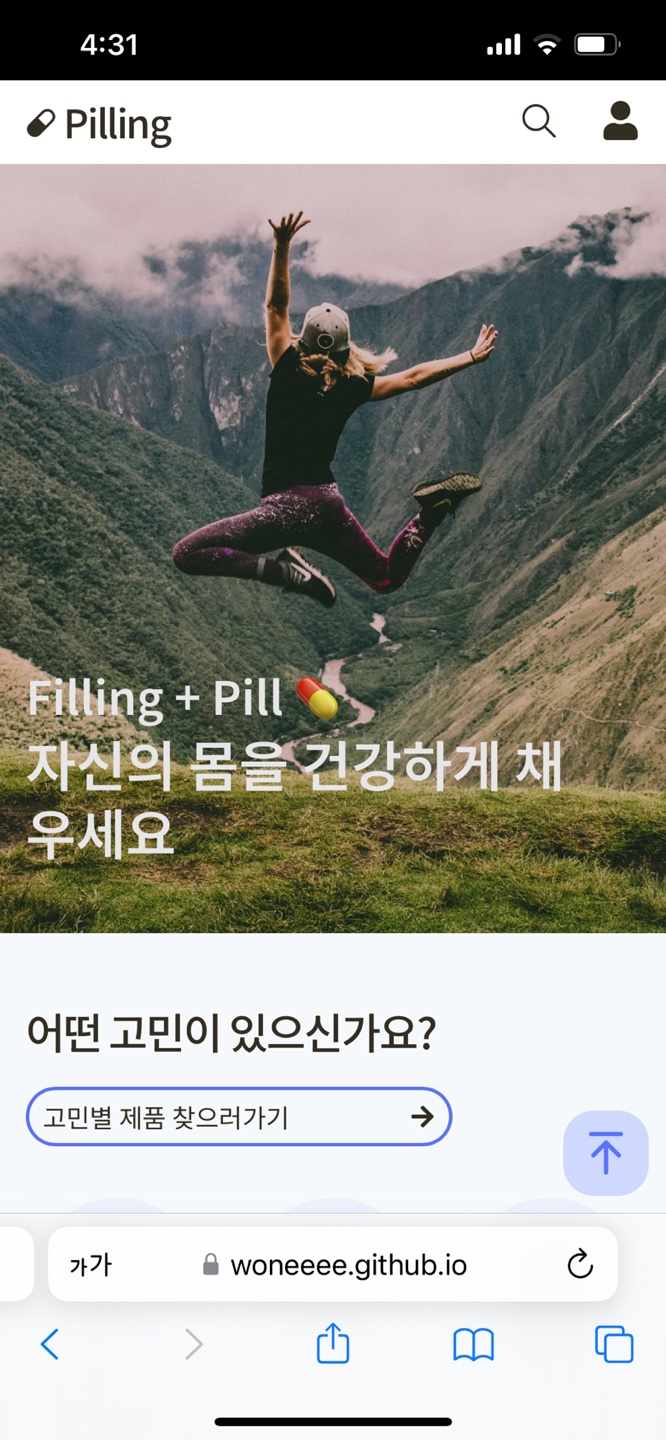 4:31
Pilling
Filling + Pill 💊
자신의 몸을 건강하게 채
우세요
어떤 고민이 있으신가요?
고민별 제품 찾으러가기
가가 woneeee.github.io